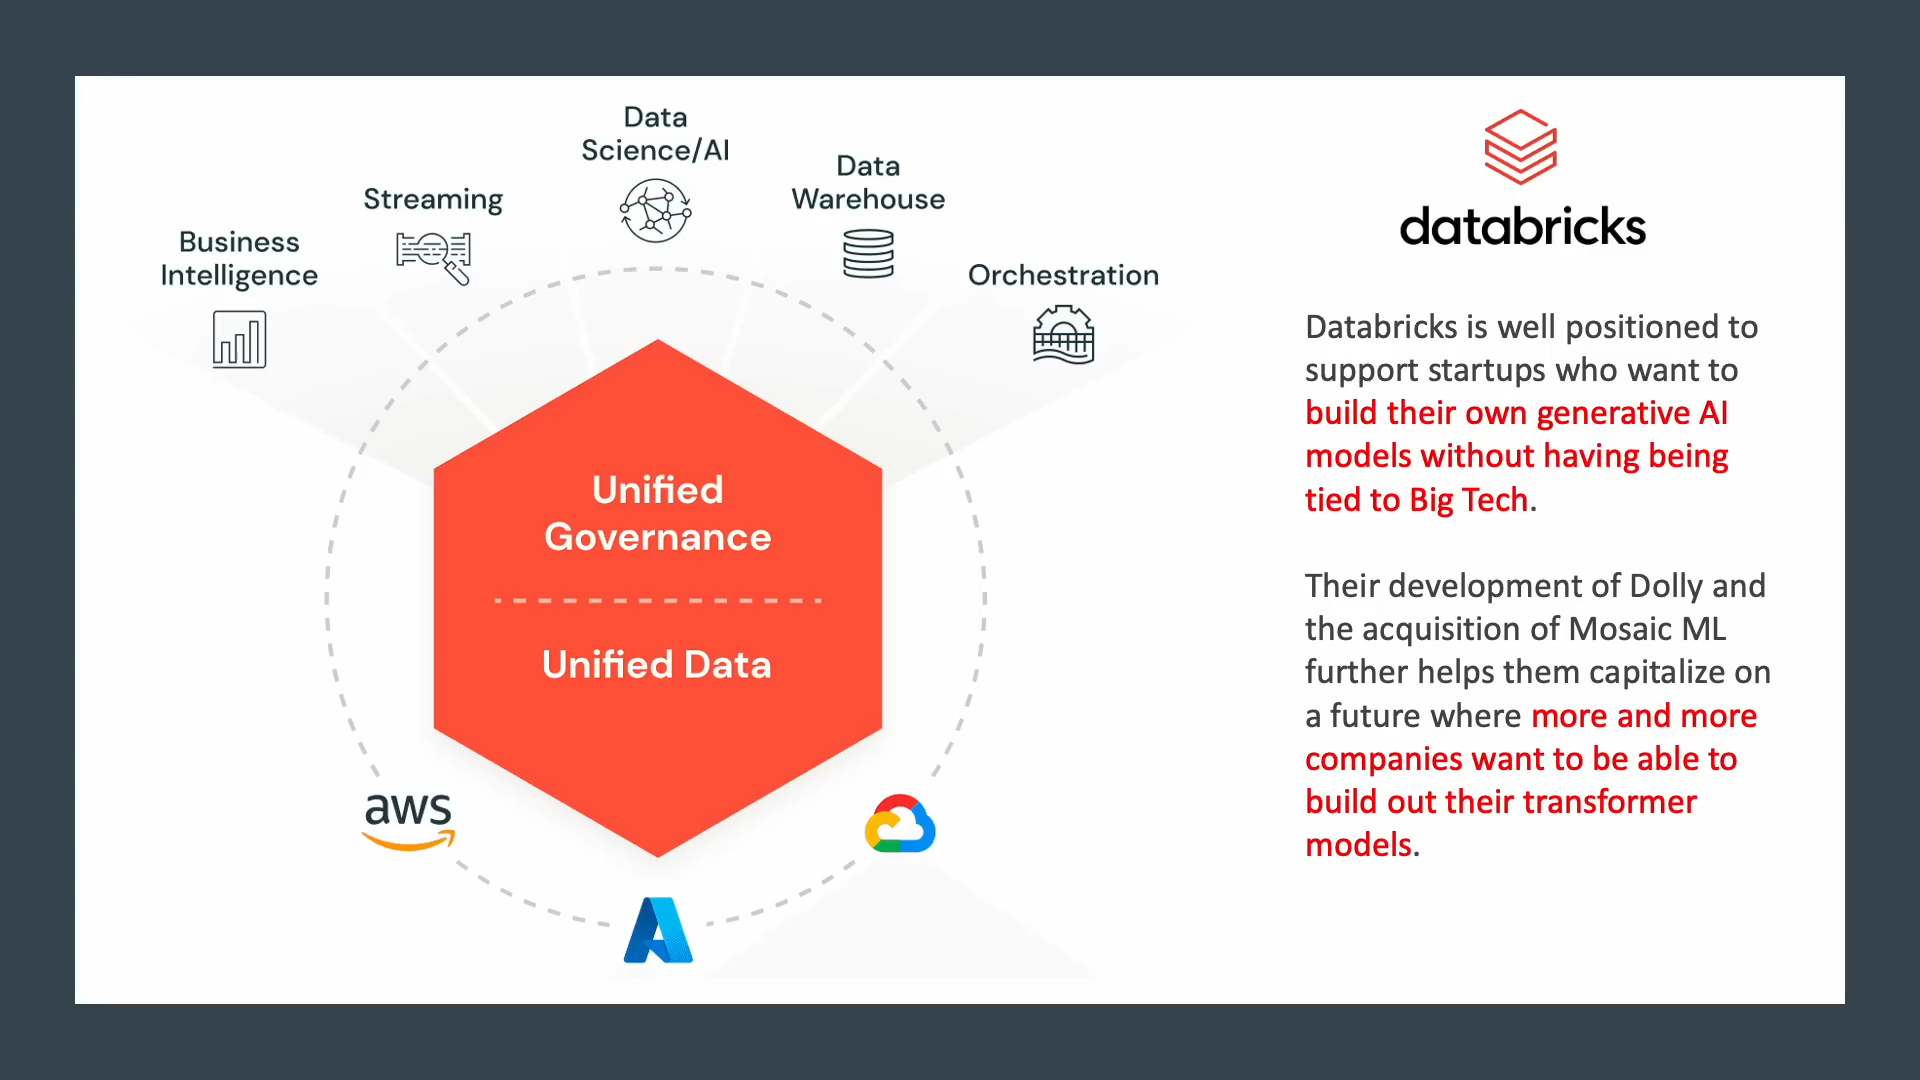 Data
Science/AI
Data
Warehouse
Streaming
Business
Intelligence
Orchestration
Unified
Governance
Unified Data
aws
databricks
Databricks is well positioned to
support startups who want to
build their own generative AI
models without having being
tied to Big Tech.
Their development of Dolly and
the acquisition of Mosaic ML
further helps them capitalize on
a future where more and more
companies want to be able to
build out their transformer
models.